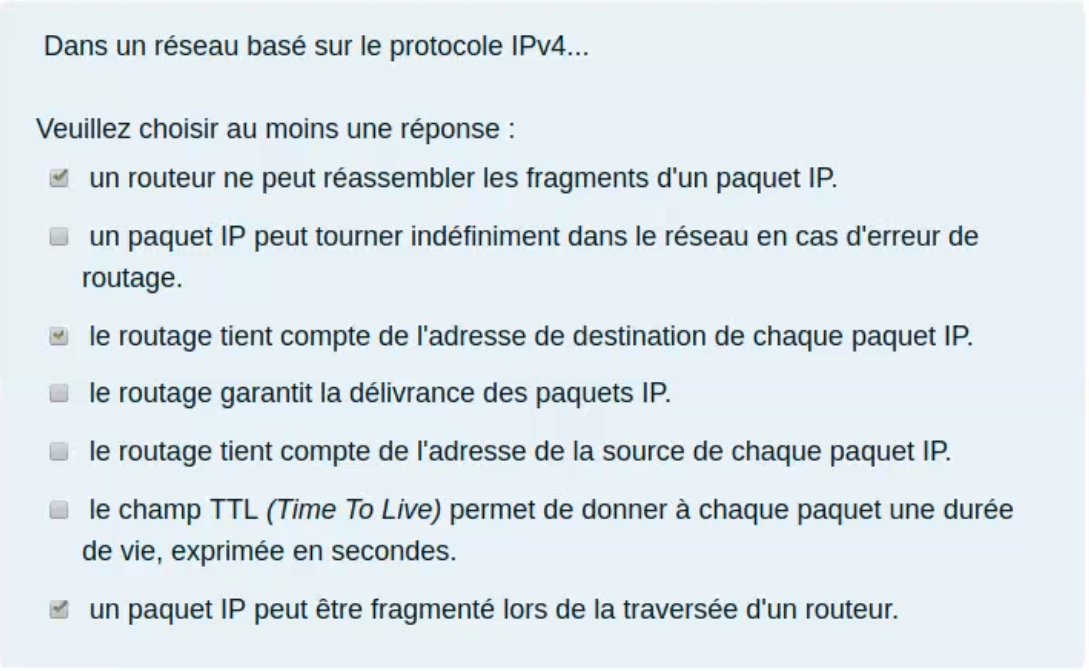 Dans un réseau basé sur le protocole IPv4...
Veuillez choisir au moins une réponse :
un routeur ne peut réassembler les fragments d'un paquet IP.
un paquet IP peut tourner indéfiniment dans le réseau en cas d'erreur de
routage.
le routage tient compte de l'adresse de destination de chaque paquet IP.
le routage garantit la délivrance des paquets IP.
le routage tient compte de l'adresse de la source de chaque paquet IP.
le champ TTL (Time To Live) permet de donner à chaque paquet une durée
de vie, exprimée en secondes.
un paquet IP peut être fragmenté lors de la traversée d'un routeur.